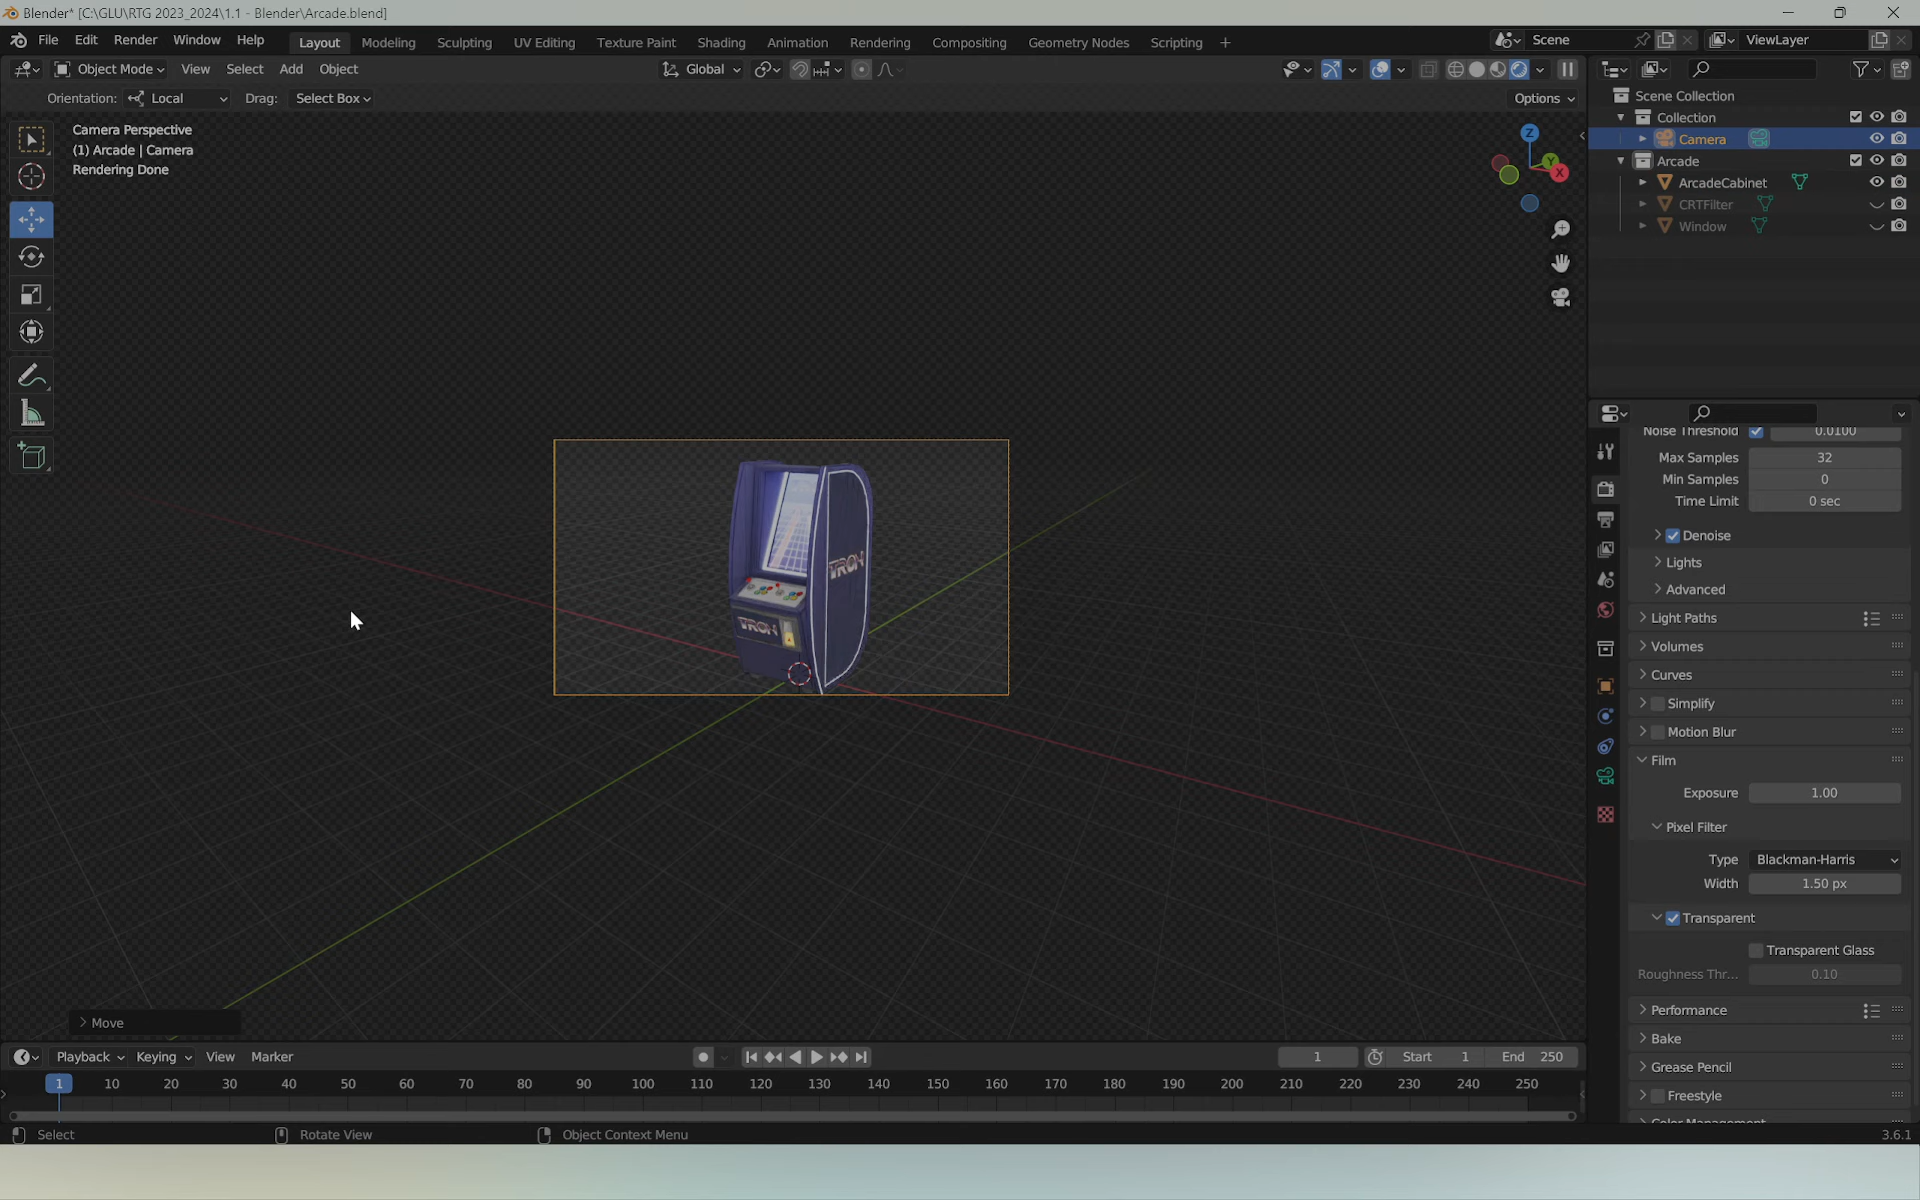 Blender* [C:\GLU\RTG 2023_2024\1.1 - Blender\Arcade.blend]
File Edit Render Window Help Layout Modeling Sculpting UV Editing Texture Paint Shading Animation Rendering Compositing Geometry Nodes Scripting + Scene ViewLayer
Object Mode View Select Add Object Global
Orientation: Local Drag: Select Box Options
Camera Perspective
(1) Arcade | Camera
Rendering Done
Z
Y
X
TRON
TRON
Move
Scene Collection
Collection
Camera
Arcade
ArcadeCabinet
CRTFilter
Window
Noise Threshold 0.0100
Max Samples 32
Min Samples 0
Time Limit 0 sec
Denoise
Lights
Advanced
Light Paths
Volumes
Curves
Simplify
Motion Blur
Film
Exposure 1.00
Pixel Filter
Type Blackman-Harris
Width 1.50 px
Transparent
Transparent Glass
Roughness Thr... 0.10
Performance
Bake
Grease Pencil
Freestyle
Color Management
Playback Keying View Marker 1 Start 1 End 250
1 10 20 30 40 50 60 70 80 90 100 110 120 130 140 150 160 170 180 190 200 210 220 230 240 250
Select Rotate View Object Context Menu 3.6.1